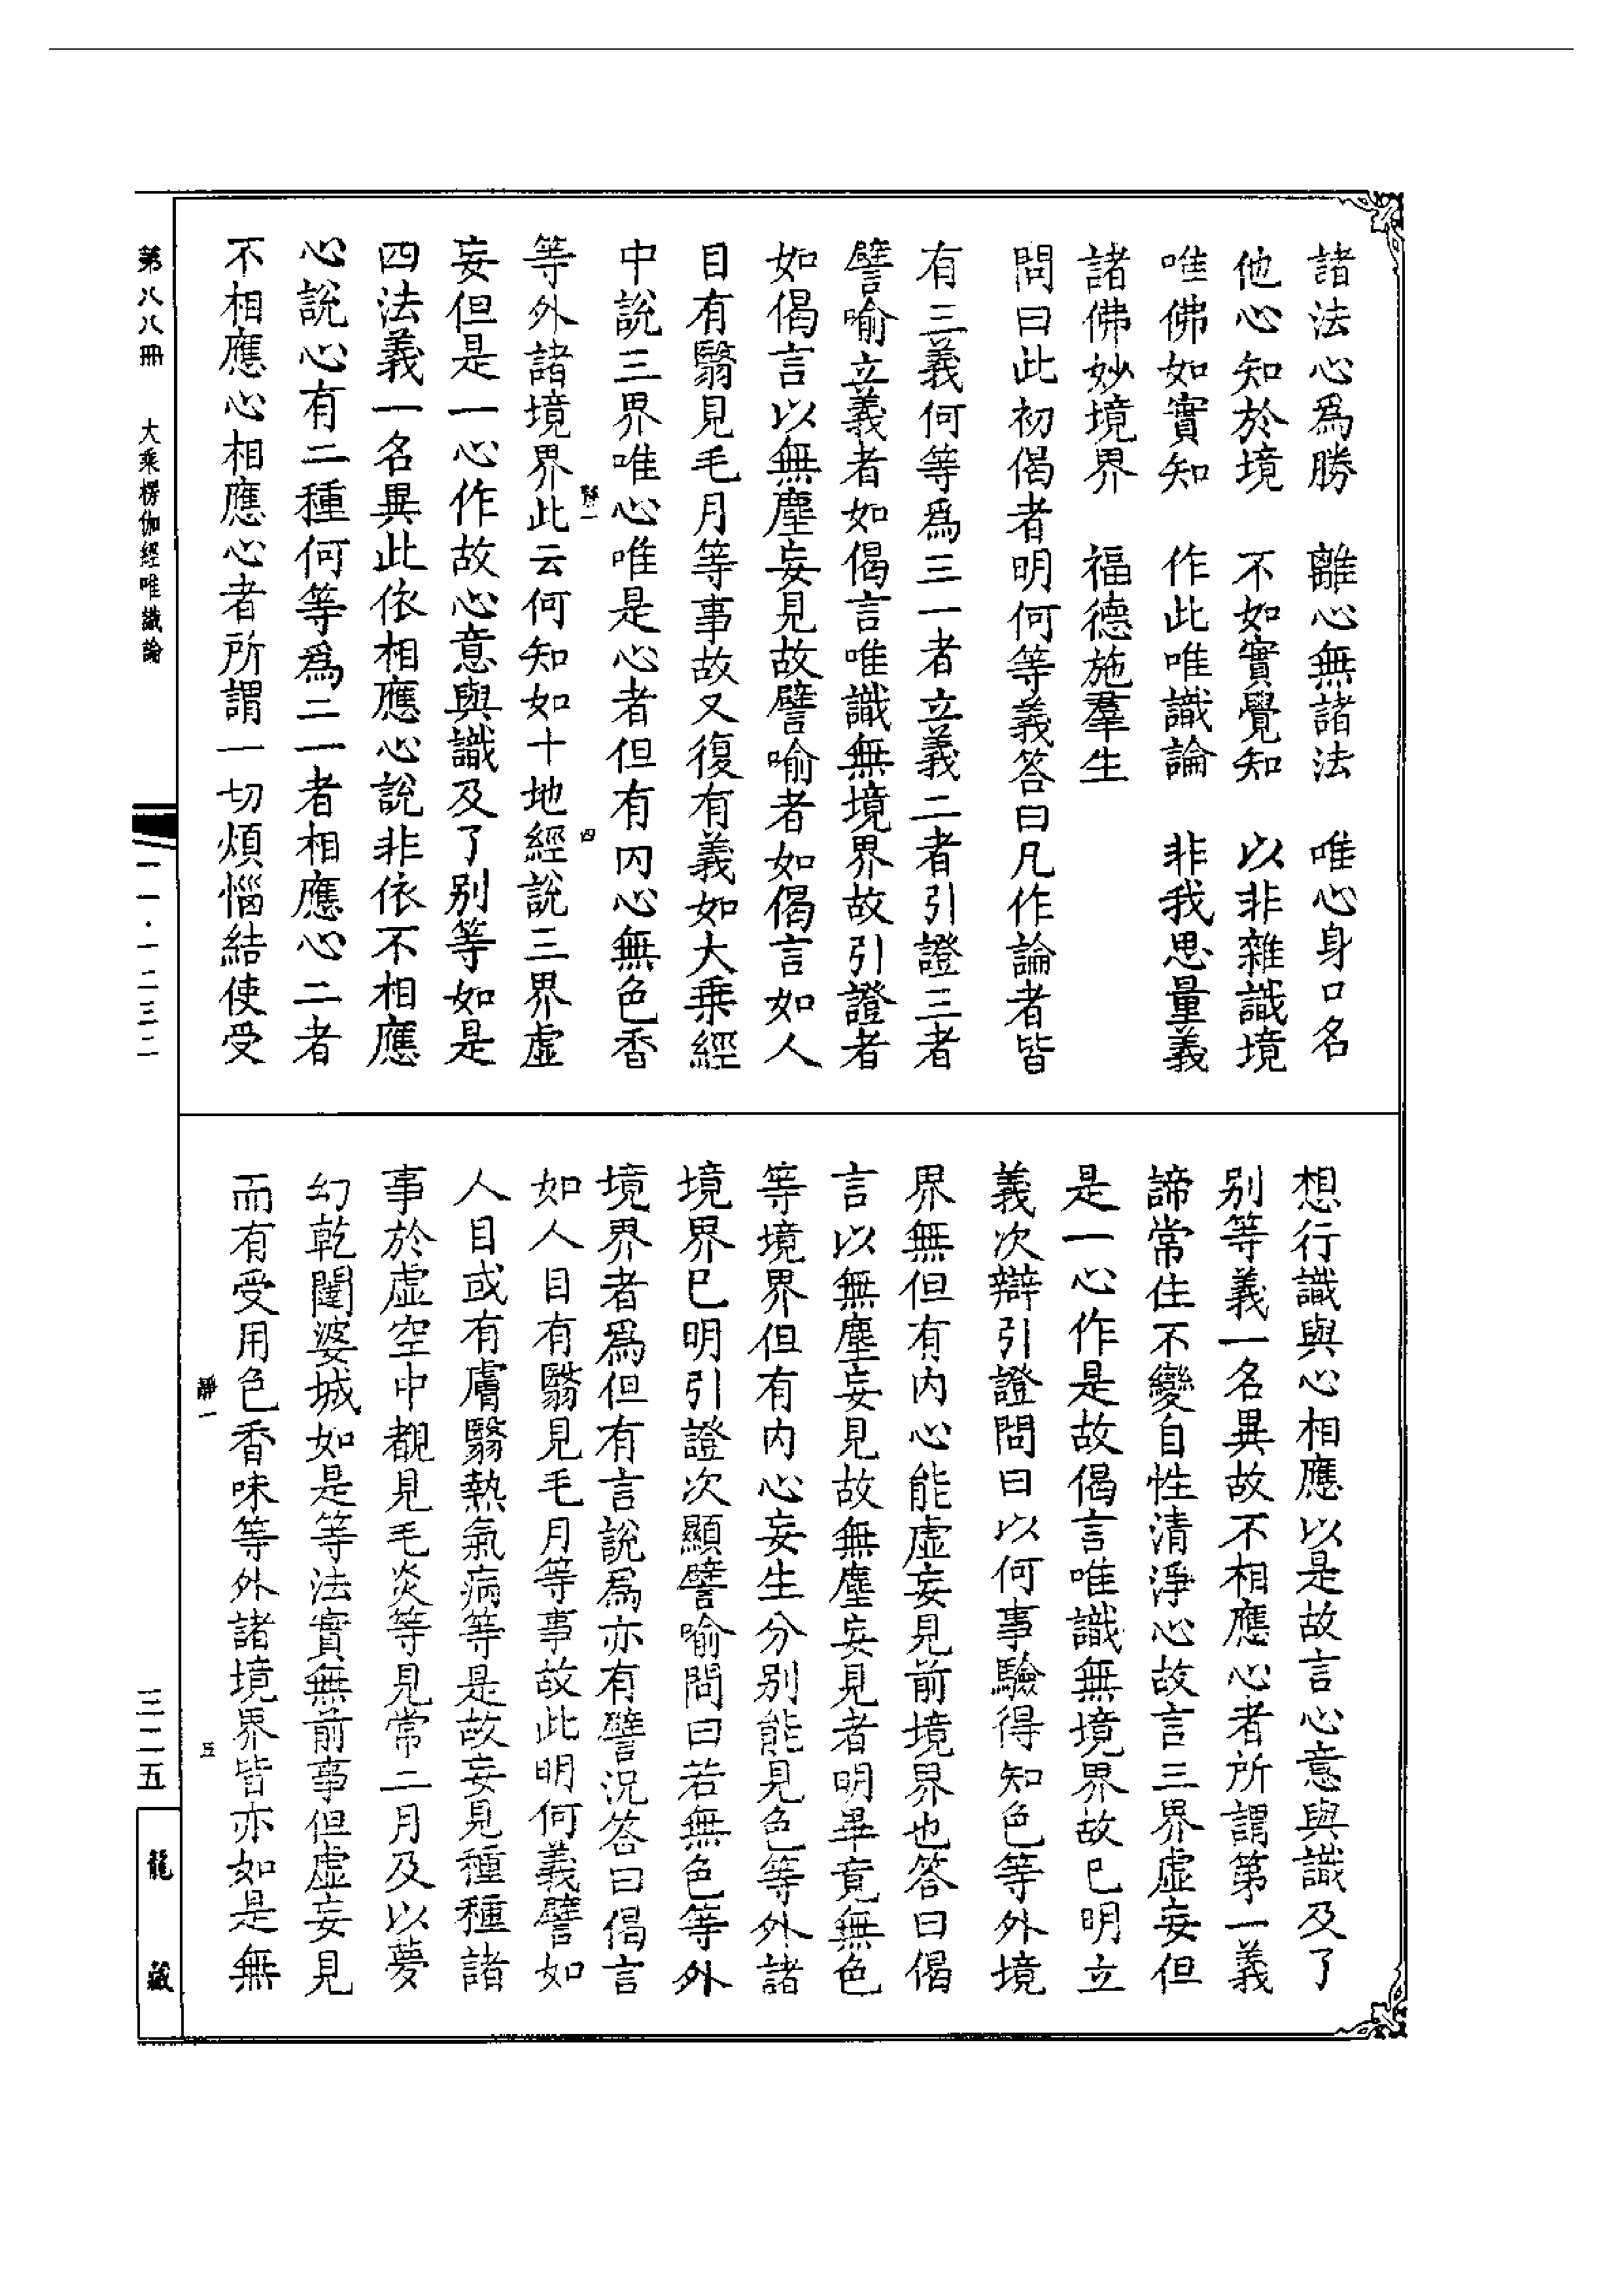 諸法心爲勝　離心無諸法　唯心身口名
他心知於境　不如實覺知　以非雜識境
唯佛如實知　作此唯識論　非我思量義
諸佛妙境界　福德施羣生
問曰此初偈者明何等義答曰凡作論者皆
有三義何等爲三一者立義二者引證三者
譬喻立義者如偈言唯識無境界故引證者
如偈言以無塵妄見故譬喻者如偈言如人
目有翳見毛月等事故又復有義如大乗經
中說三界唯心唯是心者但有内心無色香
等外諸境界此云何知如十地經說三界虛
妄但是一心作故心意與識及了别等如是
四法義一名異此依相應心說非依不相應
心說心有二種何等爲二一者相應心二者
不相應心相應心者所謂一切煩惱結使受
想行識與心相應以是故言心意與識及了
别等義一名異故不相應心者所謂第一義
諦常住不變自性清淨心故言三界虛妄但
是一心作是故偈言唯識無境界故已明立
義次辯引證問曰以何事驗得知色等外境
界無但有内心能虛妄見前境界也答曰偈
言以無塵妄見故無塵妄見者明畢竟無色
等境界但有内心妄生分别能見色等外諸
境界已明引證次顯譬喻問曰若無色等外
境界者爲但有言說爲亦有譬況答曰偈言
如人目有翳見毛月等事故此明何義譬如
人目或有膚翳熱氣病等是故妄見種種諸
事於虛空中覩見毛炎等見常二月及以夢
幻乾闥婆城如是等法實無前事但虛妄見
而有受用色香味等外諸境界皆亦如是無
四
靜一
五
第八八冊　大乘楞伽經唯識論
一一·一二三二
三二五
龍藏